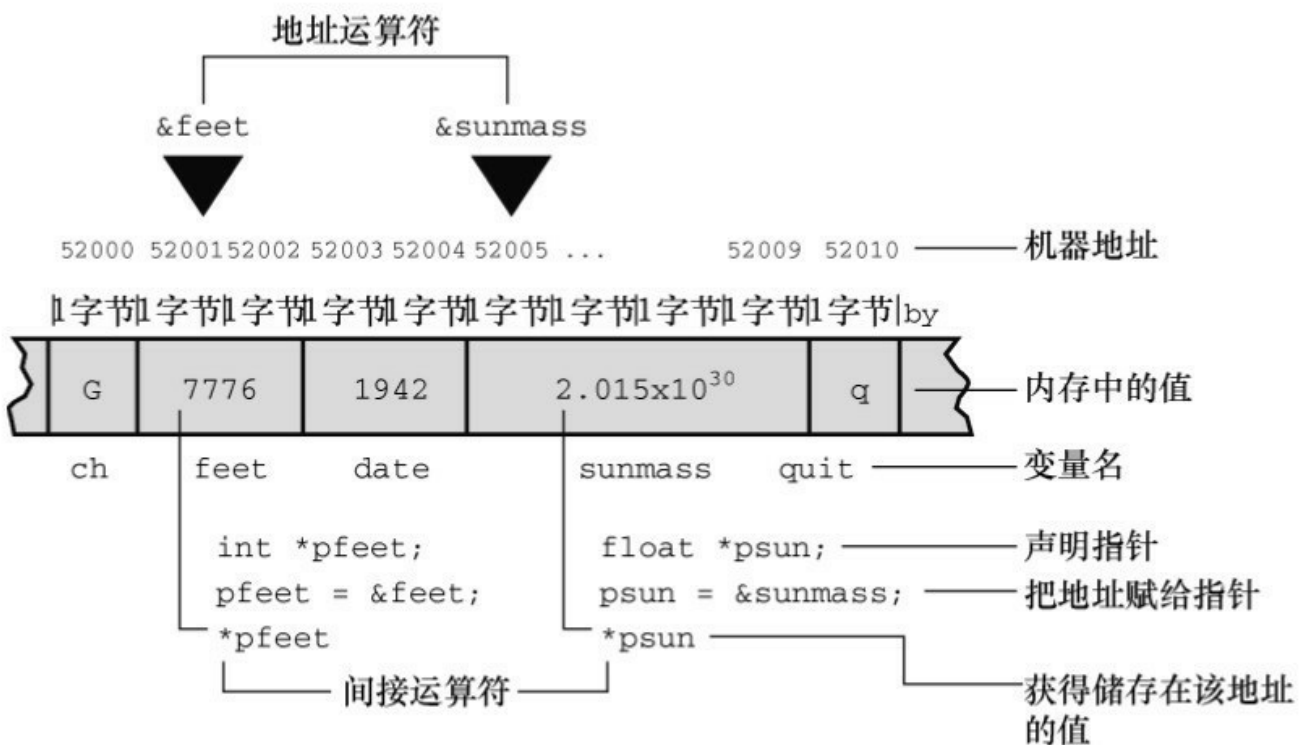 地址运算符
&feet &sunmass
52000 52001 52002 52003 52004 52005 ... 52009 52010 机器地址
1字节 1字节 1字节 1字节 1字节 1字节 1字节 1字节 1字节 1字节 by
G 7776 1942 2.015x10³⁰ q 内存中的值
ch feet date sunmass quit 变量名
int *pfeet; float *psun; 声明指针
pfeet = &feet; psun = &sunmass; 把地址赋给指针
*pfeet *psun
间接运算符
获得储存在该地址
的值